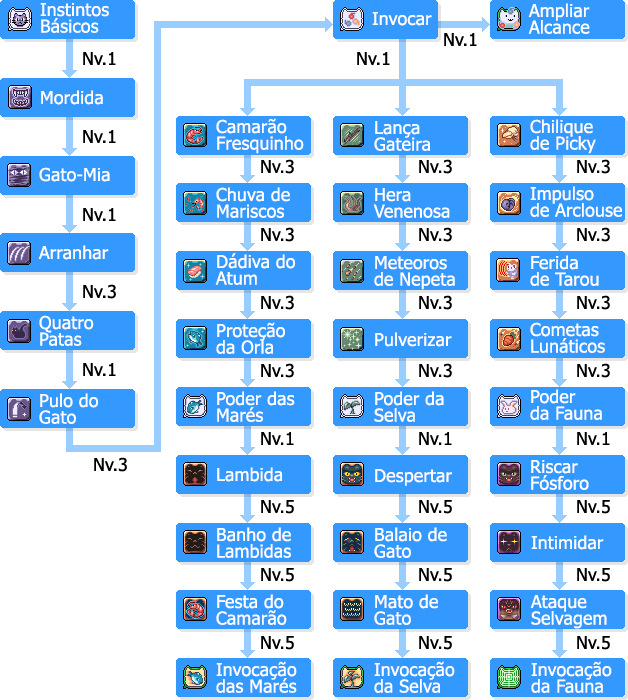 Instintos
Básicos
Nv.1
Mordida
Nv.1
Gato-Mia
Nv.1
Arranhar
Nv.3
Quatro
Patas
Nv.1
Pulo do
Gato
Nv.3
Invocar
Nv.1
Ampliar
Alcance
Nv.1
Camarão
Fresquinho
Nv.3
Chuva de
Mariscos
Nv.3
Dádiva do
Atum
Nv.3
Proteção
da Orla
Nv.3
Poder das
Marés
Nv.1
Lambida
Nv.5
Banho de
Lambidas
Nv.5
Festa do
Camarão
Nv.5
Invocação
das Marés
Lança
Gateira
Nv.3
Hera
Venenosa
Nv.3
Meteoros
de Nepeta
Nv.3
Pulverizar
Nv.3
Poder da
Selva
Nv.1
Despertar
Nv.5
Balaio de
Gato
Nv.5
Mato de
Gato
Nv.5
Invocação
da Selva
Chilique
de Picky
Nv.3
Impulso
de Arclouse
Nv.3
Ferida
de Tarou
Nv.3
Cometas
Lunáticos
Nv.3
Poder
da Fauna
Nv.1
Riscar
Fósforo
Nv.5
Intimidar
Nv.5
Ataque
Selvagem
Nv.5
Invocação
da Fauna